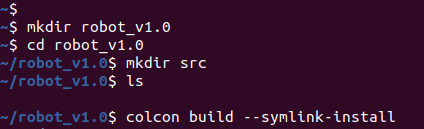 ~$
~$ mkdir robot_v1.0
~$ cd robot_v1.0
~/robot_v1.0$ mkdir src
~/robot_v1.0$ ls
~/robot_v1.0$ colcon build --symlink-install